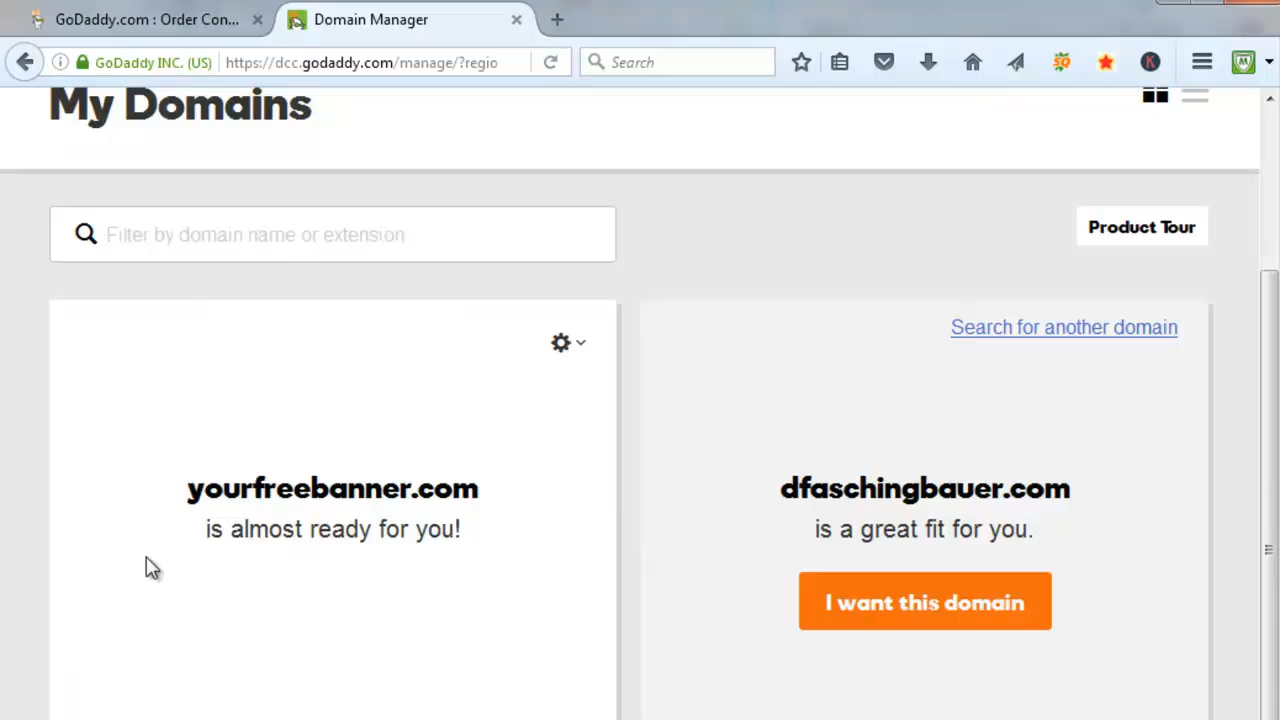 GoDaddy.com : Order Con...
Domain Manager
GoDaddy INC. (US)
https://dcc.godaddy.com/manage/?regio
Search
My Domains
Filter by domain name or extension
Product Tour
Search for another domain
yourfreebanner.com
is almost ready for you!
dfaschingbauer.com
is a great fit for you.
I want this domain